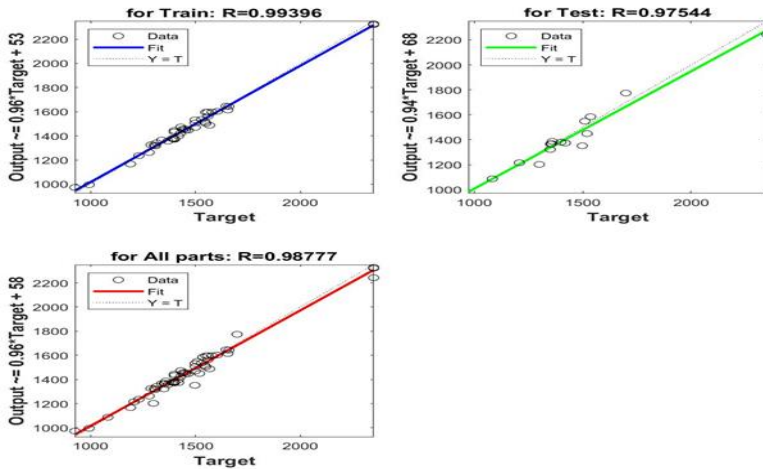 for Train: R=0.99396
Output ~= 0.96*Target + 53
2200
2000
1800
1600
1400
1200
1000
Data
Fit
Y = T
1000 1500 2000
Target
for Test: R=0.97544
Output ~= 0.94*Target + 68
2200
2000
1800
1600
1400
1200
1000
Data
Fit
Y = T
1000 1500 2000
Target
for All parts: R=0.98777
Output ~= 0.96*Target + 58
2200
2000
1800
1600
1400
1200
1000
Data
Fit
Y = T
1000 1500 2000
Target